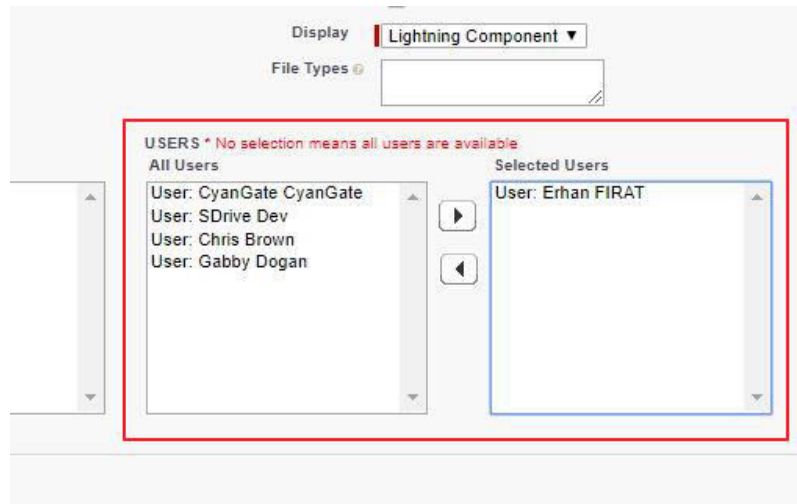 Display Lightning Component
File Types
USERS * No selection means all users are available
All Users
User: CyanGate CyanGate
User: SDrive Dev
User: Chris Brown
User: Gabby Dogan
Selected Users
User: Erhan FIRAT